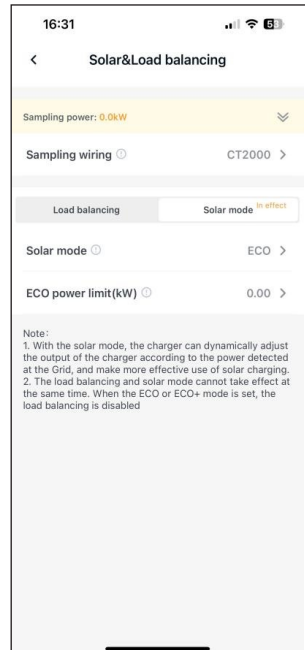 16:31
53
Solar&Load balancing
Sampling power: 0.0kW
Sampling wiring CT2000
Load balancing Solar mode In effect
Solar mode ECO
ECO power limit(kW) 0.00
Note:
1. With the solar mode, the charger can dynamically adjust
the output of the charger according to the power detected
at the Grid, and make more effective use of solar charging.
2. The load balancing and solar mode cannot take effect at
the same time. When the ECO or ECO+ mode is set, the
load balancing is disabled